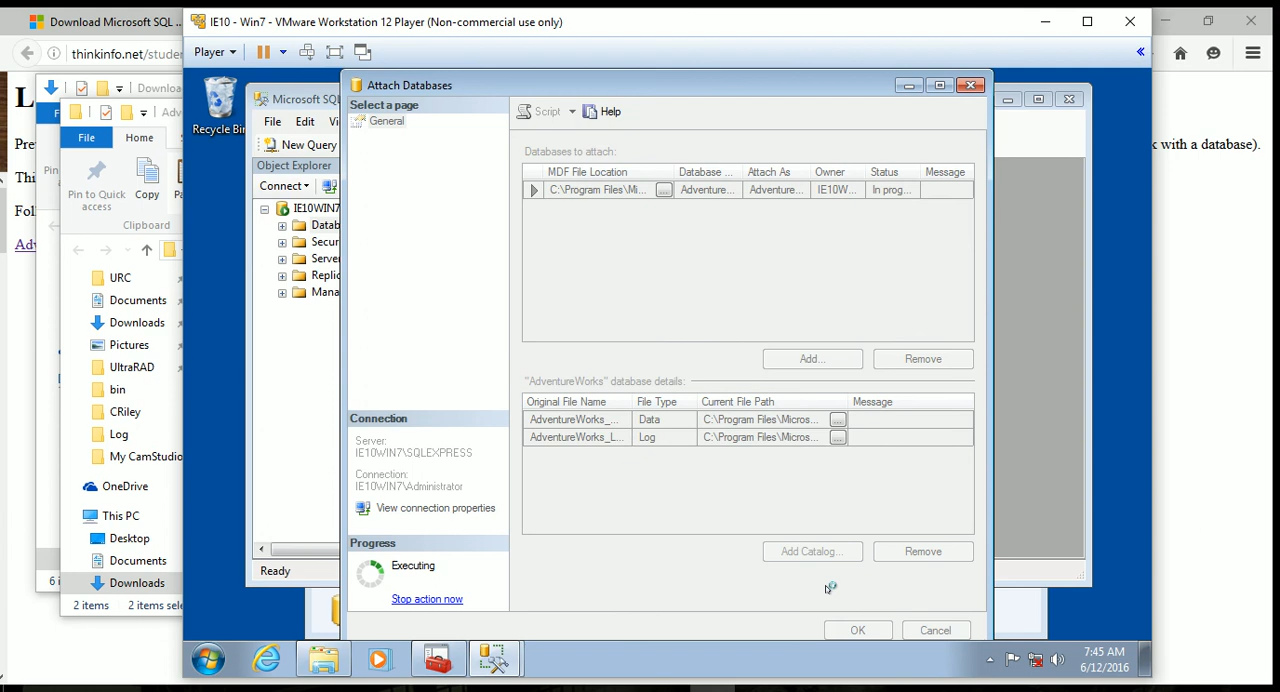 Download Microsoft SQL ...
IE10 - Win7 - VMware Workstation 12 Player (Non-commercial use only)
thinkinfo.net/stude
Player
Downloa
Attach Databases
Select a page
General
Script
Help
Microsoft SQL
File
Edit
New Query
Object Explorer
Connect
IE10WIN7
Datab
Secur
Serve
Replic
Mana
Ready
File
Home
Pin to Quick
access
Copy
Clipboard
k with a database).
Databases to attach:
MDF File Location
Database ...
Attach As
Owner
Status
Message
C:\Program Files\Mi...
Adventure...
Adventure...
IE10W...
In prog...
Add...
Remove
"AdventureWorks" database details:
Original File Name
File Type
Current File Path
Message
AdventureWorks_...
Data
C:\Program Files\Micros...
AdventureWorks_L...
Log
C:\Program Files\Micros...
Add Catalog...
Remove
OK
Cancel
Connection
Server:
IE10WIN7\SQLEXPRESS
Connection:
IE10WIN7\Administrator
View connection properties
Progress
Executing
Stop action now
Recycle Bin
URC
Documents
Downloads
Pictures
UltraRAD
bin
CRiley
Log
My CamStudio
OneDrive
This PC
Desktop
Documents
Downloads
2 items
2 items sele
7:45 AM
6/12/2016